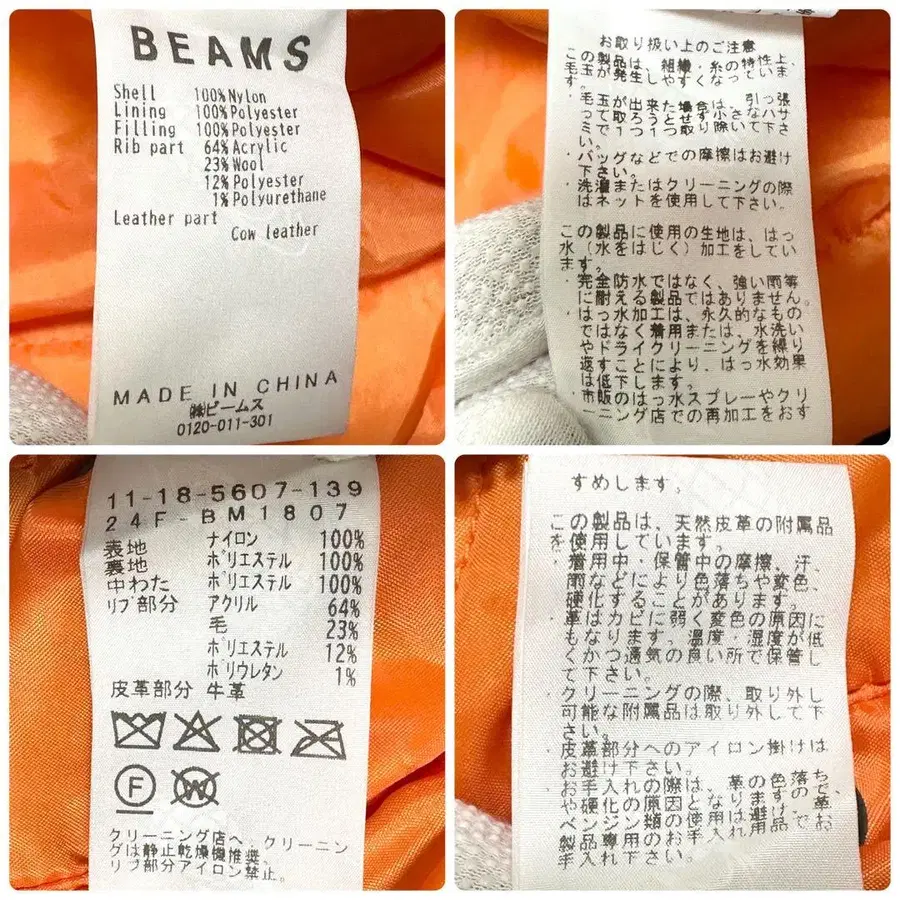 BEAMS
Shell 100%Nylon
Lining 100%Polyester
Filling 100%Polyester
Rib part 64%Acrylic
23%Wool
12%Polyester
1%Polyurethane
Leather part
Cow leather
MADE IN CHINA
㈱ビームス
0120-011-301
お取り扱い上のご注意
この製品は、組織・糸の特性上、
毛玉が発生しやすくなっていま
す。
・毛玉が出来た場合は、引っ張
って取ろうとせず小さなハサ
ミで1つ1つ取り除いて下さ
い。
・バッグなどでの摩擦はお避け
下さい。
・洗濯またはクリーニングの際
はネットを使用して下さい。
この製品に使用の生地は、はっ
水（水をはじく）加工をしてい
ます。
・完全防水ではなく、強い雨等
に耐える製品ではありません。
・はっ水加工は、永久的なもの
ではなく着用または、水洗い
やドライクリーニングを繰り
返すことにより、はっ水効果
は低下します。
・市販のはっ水スプレーやクリ
ーニング店での再加工をおす
11-18-5607-139
24F-BM1807
表地 ナイロン 100%
裏地 ポリエステル 100%
中わた ポリエステル 100%
リブ部分 アクリル 64%
毛 23%
ポリエステル 12%
ポリウレタン 1%
皮革部分 牛革
F
W
クリーニング店へ、クリーニン
グは静止乾燥機推奨。
リブ部分アイロン禁止。
すめします。
この製品は、天然皮革の附属品
を使用しています。
・着用中・保管中の摩擦、汗、
雨などにより色落ちや変色、
硬化することがあります。
・革はカビに弱く変色の原因に
もなります。温度・湿度が低
くかつ通気の良い所で保管し
て下さい。
・クリーニングの際、取り外し
可能な附属品は取り外して下
さい。
・皮革部分へのアイロン掛けは
お避け下さい。
・お手入れの際は、革の色落ち
や硬化の原因となりますので、
ベンジン類の使用は避け、革
製品専用のお手入れ用品でお
手入れ下さい。